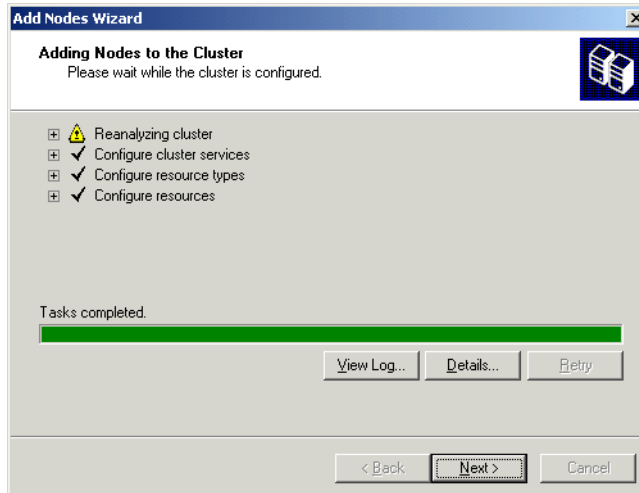 Add Nodes Wizard
Adding Nodes to the Cluster
Please wait while the cluster is configured.
Reanalyzing cluster
Configure cluster services
Configure resource types
Configure resources
Tasks completed.
View Log... Details... Retry
< Back Next > Cancel